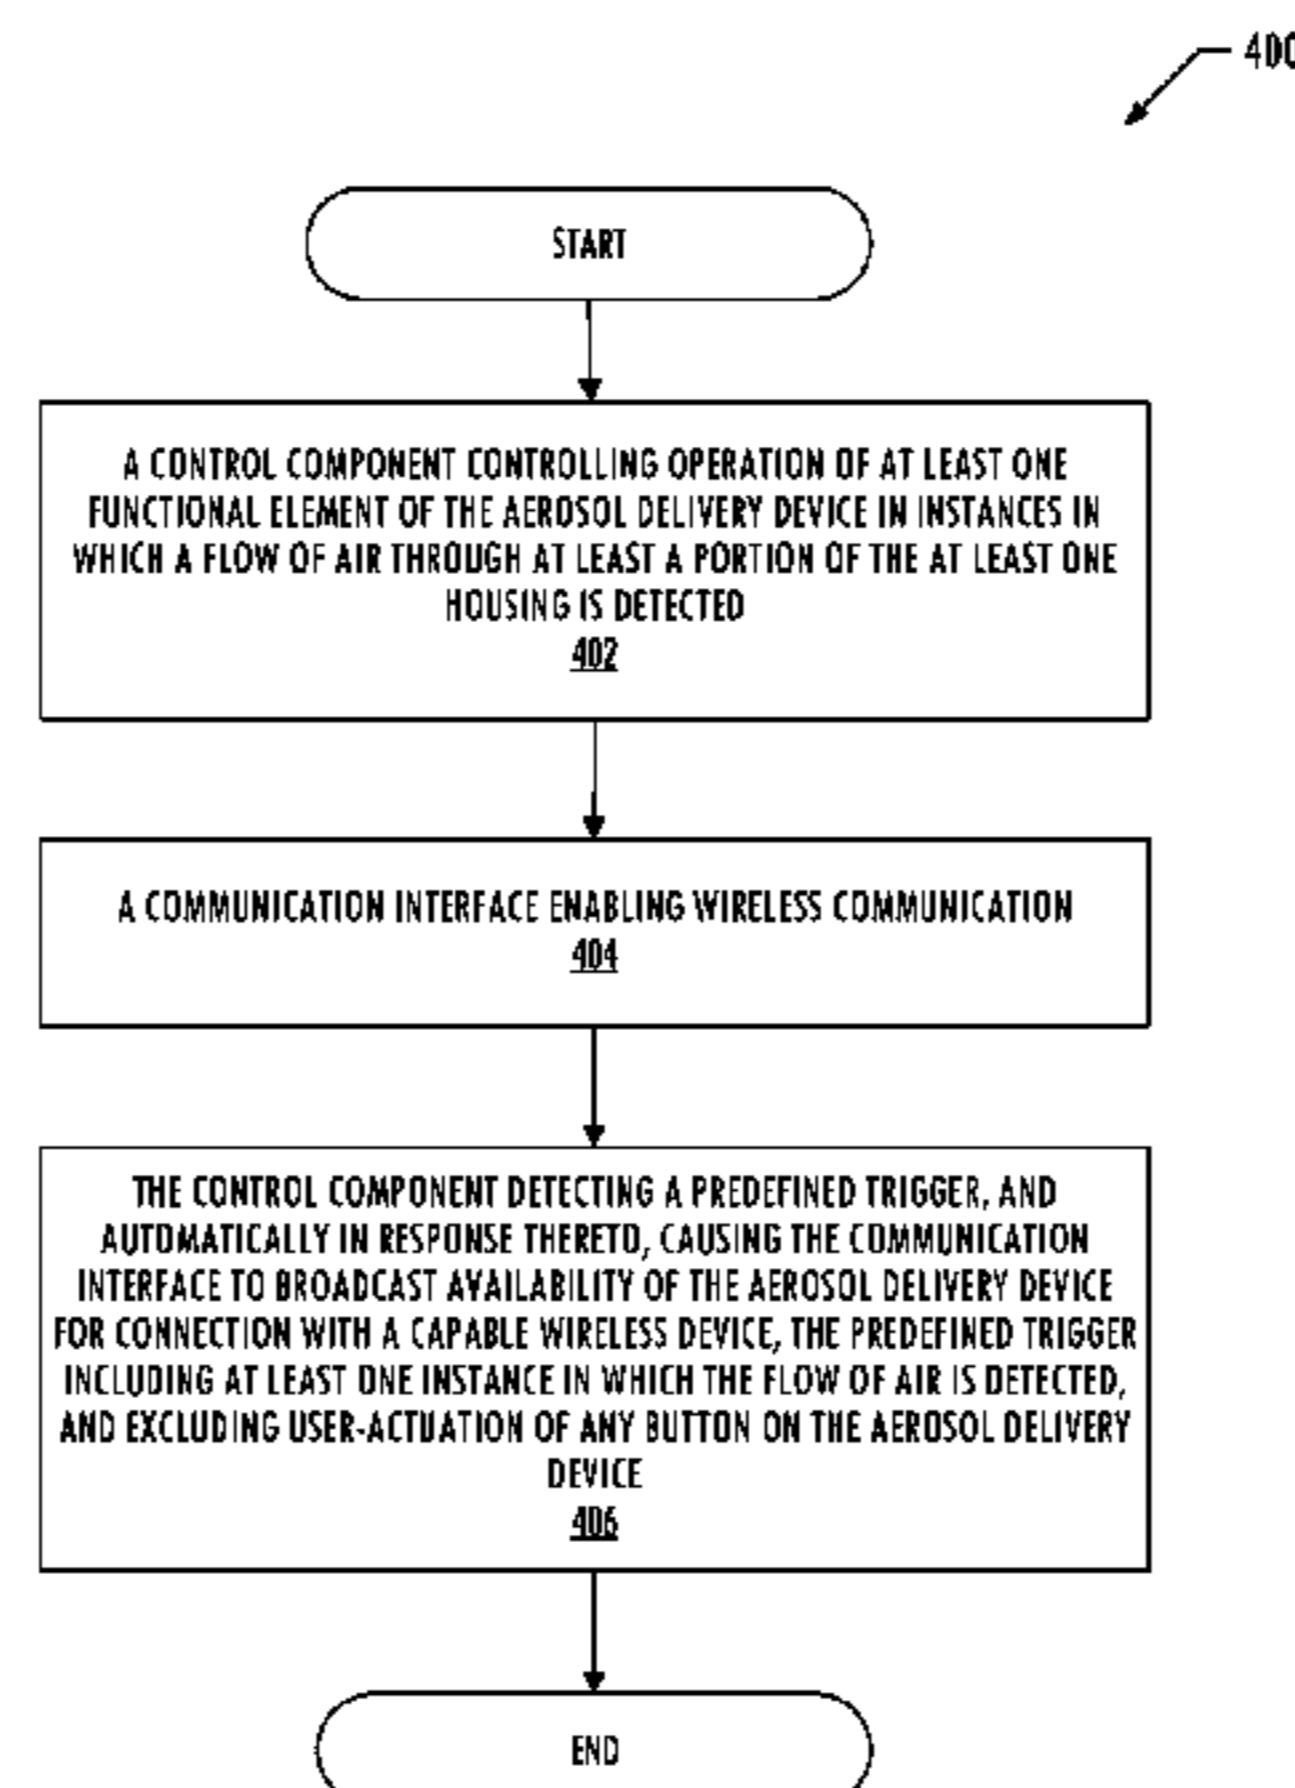 400
START
A CONTROL COMPONENT CONTROLLING OPERATION OF AT LEAST ONE
FUNCTIONAL ELEMENT OF THE AEROSOL DELIVERY DEVICE IN INSTANCES IN
WHICH A FLOW OF AIR THROUGH AT LEAST A PORTION OF THE AT LEAST ONE
HOUSING IS DETECTED
402
A COMMUNICATION INTERFACE ENABLING WIRELESS COMMUNICATION
404
THE CONTROL COMPONENT DETECTING A PREDEFINED TRIGGER, AND
AUTOMATICALLY IN RESPONSE THERETO, CAUSING THE COMMUNICATION
INTERFACE TO BROADCAST AVAILABILITY OF THE AEROSOL DELIVERY DEVICE
FOR CONNECTION WITH A CAPABLE WIRELESS DEVICE, THE PREDEFINED TRIGGER
INCLUDING AT LEAST ONE INSTANCE IN WHICH THE FLOW OF AIR IS DETECTED,
AND EXCLUDING USER-ACTUATION OF ANY BUTTON ON THE AEROSOL DELIVERY
DEVICE
406
END